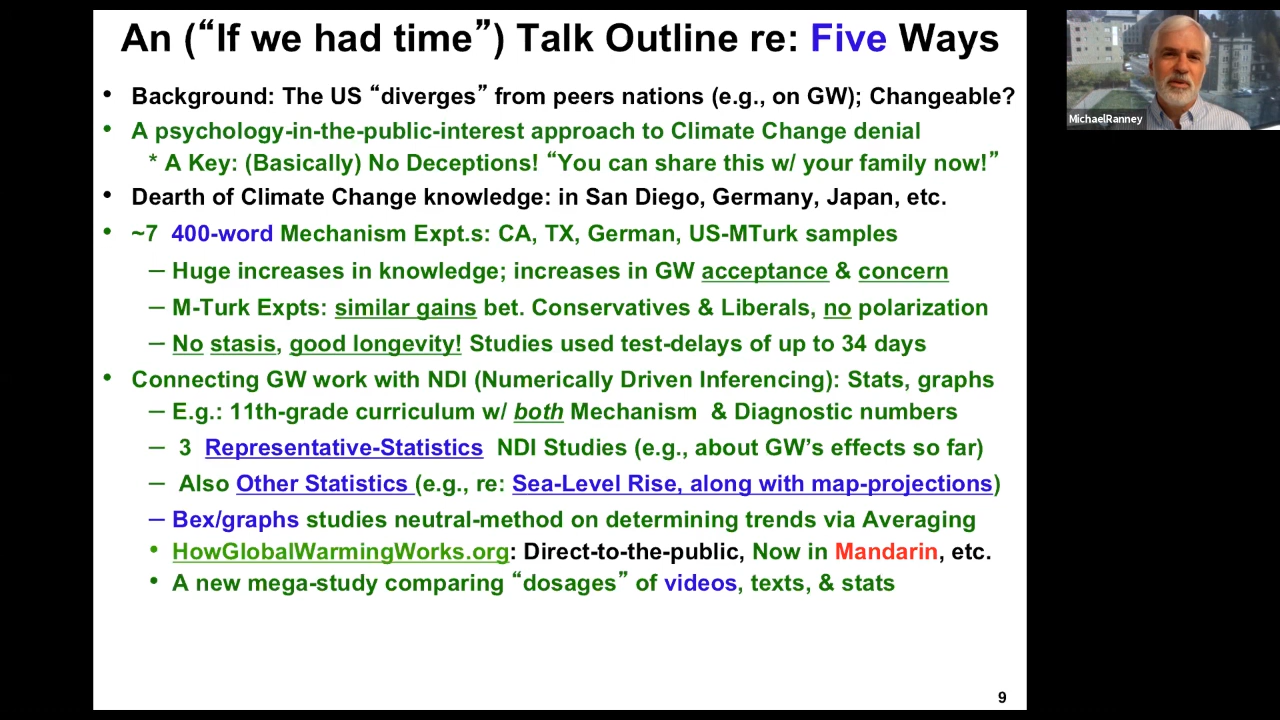 An (“If we had time”) Talk Outline re: Five Ways
• Background: The US “diverges” from peers nations (e.g., on GW); Changeable?
• A psychology-in-the-public-interest approach to Climate Change denial
* A Key: (Basically) No Deceptions! “You can share this w/ your family now!”
• Dearth of Climate Change knowledge: in San Diego, Germany, Japan, etc.
• ~7 400-word Mechanism Expt.s: CA, TX, German, US-MTurk samples
– Huge increases in knowledge; increases in GW acceptance & concern
– M-Turk Expts: similar gains bet. Conservatives & Liberals, no polarization
– No stasis, good longevity! Studies used test-delays of up to 34 days
• Connecting GW work with NDI (Numerically Driven Inferencing): Stats, graphs
– E.g.: 11th-grade curriculum w/ both Mechanism & Diagnostic numbers
– 3 Representative-Statistics NDI Studies (e.g., about GW’s effects so far)
– Also Other Statistics (e.g., re: Sea-Level Rise, along with map-projections)
– Bex/graphs studies neutral-method on determining trends via Averaging
• HowGlobalWarmingWorks.org: Direct-to-the-public, Now in Mandarin, etc.
• A new mega-study comparing “dosages” of videos, texts, & stats
9
MichaelRanney